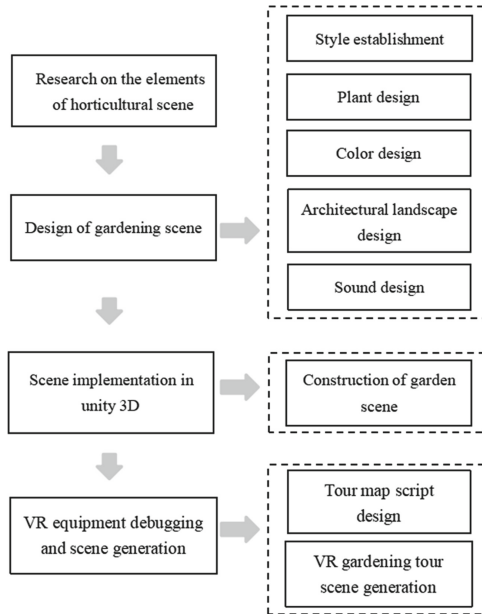 Research on the elements
of horticultural scene
Design of gardening scene
Style establishment
Plant design
Color design
Architectural landscape
design
Sound design
Scene implementation in
unity 3D
Construction of garden
scene
VR equipment debugging
and scene generation
Tour map script
design
VR gardening tour
scene generation